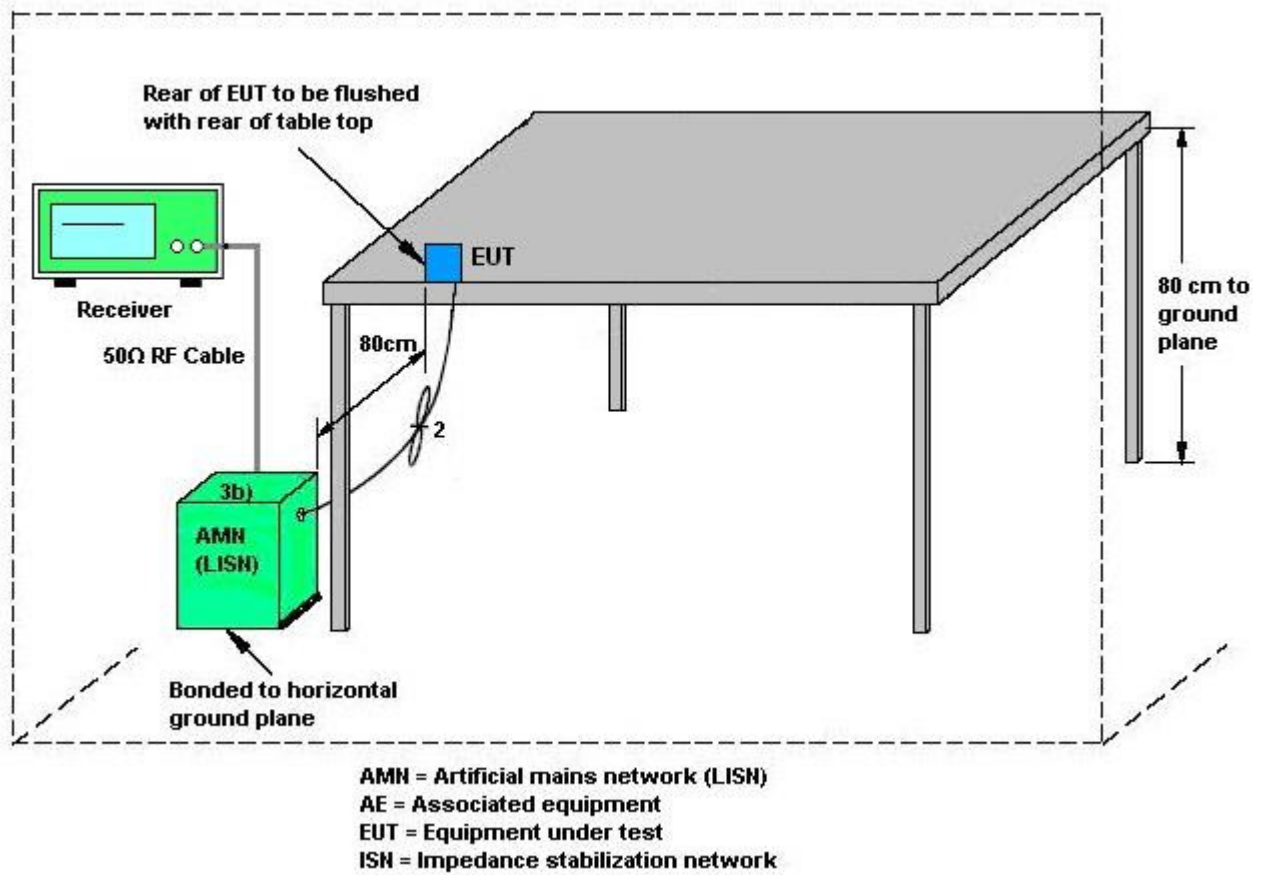 Rear of EUT to be flushed
with rear of table top
EUT
Receiver
50Ω RF Cable
80cm
80 cm to
ground
plane
2
3b)
AMN
(LISN)
Bonded to horizontal
ground plane
AMN = Artificial mains network (LISN)
AE = Associated equipment
EUT = Equipment under test
ISN = Impedance stabilization network